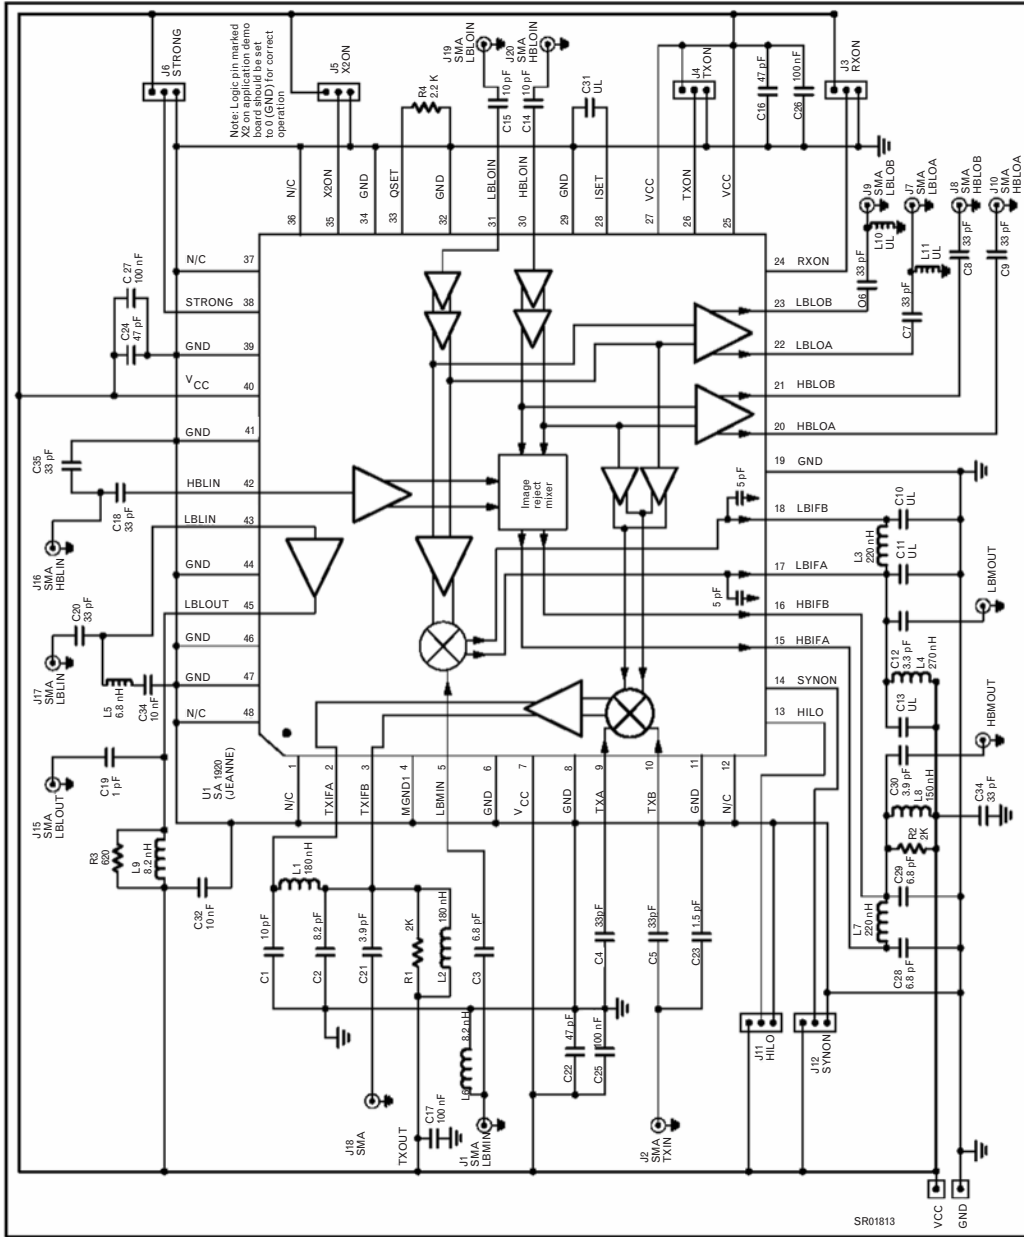 J6
STRONG
Note: Logic pin marked
X2 on application demo
board should be set
to 0 (GND) for correct
operation
J5
X2ON
R4
2.2 K
J19
SMA
LBLOIN
10 pF
C15
J20
SMA
HBLOIN
10 pF
C14
C31
UL
J4
TXON
47 pF
C16
100 nF
C26
J3
RXON
N/C
36
X2ON
35
GND
34
QSET
33
GND
32
LBLOIN
31
HBLOIN
30
GND
29
ISET
28
VCC
27
TXON
26
VCC
25
J9
SMA
LBLOB
J7
SMA
LBLOA
J8
SMA
HBLOB
J10
SMA
HBLOA
L10
UL
L11
UL
33 pF
O6
33 pF
C7
33 pF
C8
33 pF
C9
N/C 37
STRONG 38
GND 39
VCC 40
GND 41
HBLIN 42
LBLIN 43
GND 44
LBLOUT 45
GND 46
GND 47
N/C 48
24 RXON
23 LBLOB
22 LBLOA
21 HBLOB
20 HBLOA
19 GND
18 LBIFB
17 LBIFA
16 HBIFB
15 HBIFA
14 SYNON
13 HILO
C 27
100 nF
C24
47 pF
C35
33 pF
C18
33 pF
J16
SMA
HBLIN
C20
33 pF
J17
SMA
LBLIN
L5
6.8 nH
C34
10 nF
C19
1 pF
J15
SMA
LBLOUT
R3
620
L9
8.2 nH
C32
10 nF
Image
reject
mixer
5 pF
5 pF
C10
UL
L3
220 nH
C11
UL
LBMOUT
C12
3.3 pF
L4
270 nH
C13
UL
HBMOUT
C30
3.9 pF
L8
150 nH
C34
33 pF
R2
2K
C29
6.8 pF
L7
220 nH
C28
6.8 pF
U1
SA 1920
(JEANNE)
1
N/C
2
TXIFA
3
TXIFB
4
MGND1
5
LBMIN
6
GND
7
VCC
8
GND
9
TXA
10
TXB
11
GND
12
N/C
L1
180 nH
10 pF
C1
8.2 pF
C2
3.9 pF
C21
2K
R1
180 nH
L2
6.8 pF
C3
33pF
C4
33pF
C5
1.5 pF
C23
8.2 nH
L6
47 pF
C22
100 nF
C25
J18
SMA
TXOUT
C17
100 nF
J1
SMA
LBMIN
J2
SMA
TXIN
J11
HILO
J12
SYNON
SR01813
VCC
GND